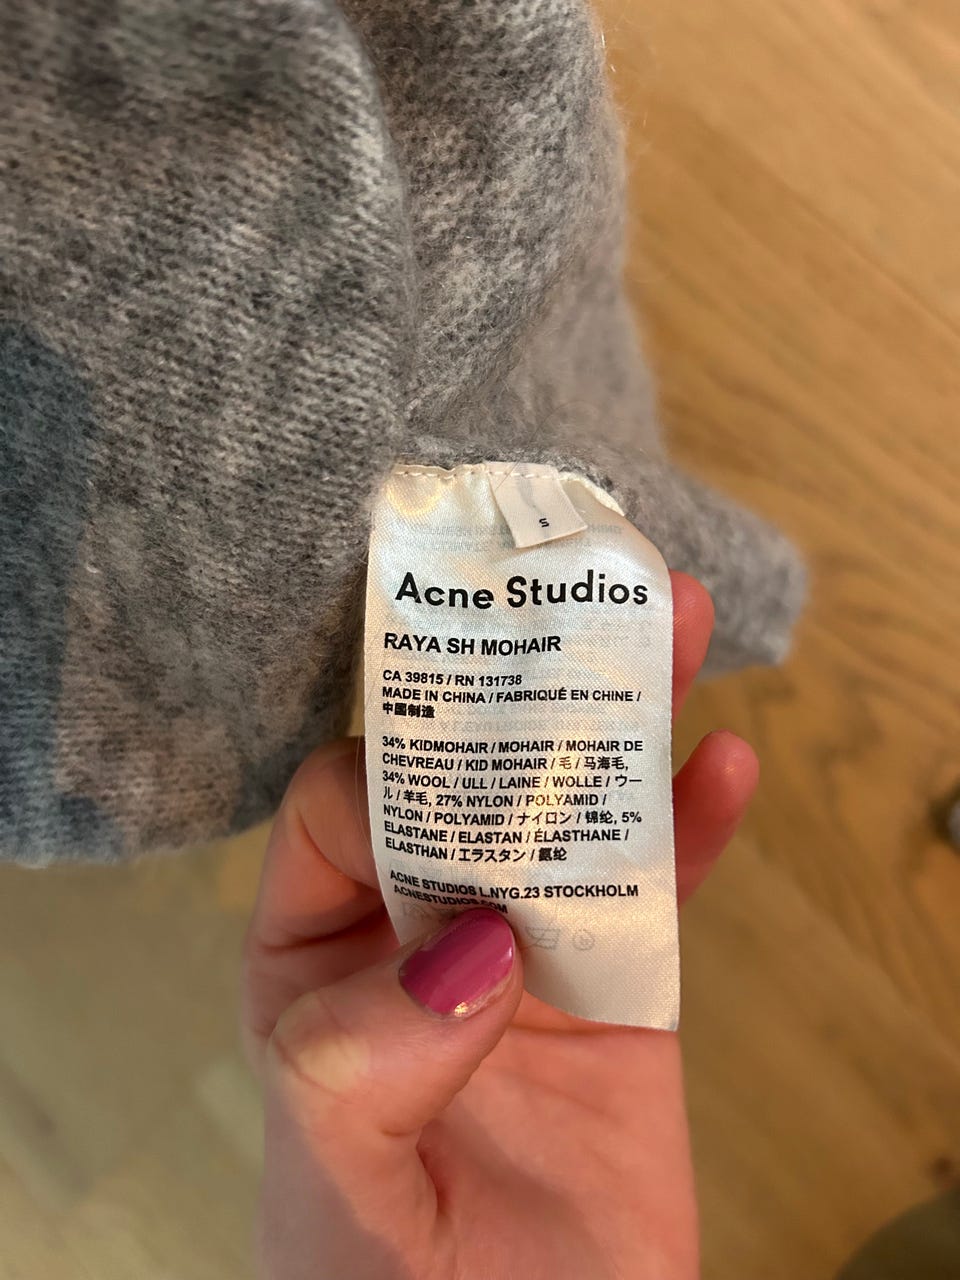 S
Acne Studios
RAYA SH MOHAIR
CA 39815 / RN 131738
MADE IN CHINA / FABRIQUÉ EN CHINE /
中国制造
34% KIDMOHAIR / MOHAIR / MOHAIR DE
CHEVREAU / KID MOHAIR / 毛 / 马海毛,
34% WOOL / ULL / LAINE / WOLLE / ウー
ル / 羊毛, 27% NYLON / POLYAMID /
NYLON / POLYAMID / ナイロン / 锦纶, 5%
ELASTANE / ELASTAN / ÉLASTHANE /
ELASTHAN / エラスタン / 氨纶
ACNE STUDIOS L.NYG.23 STOCKHOLM
ACNESTUDIOS.COM